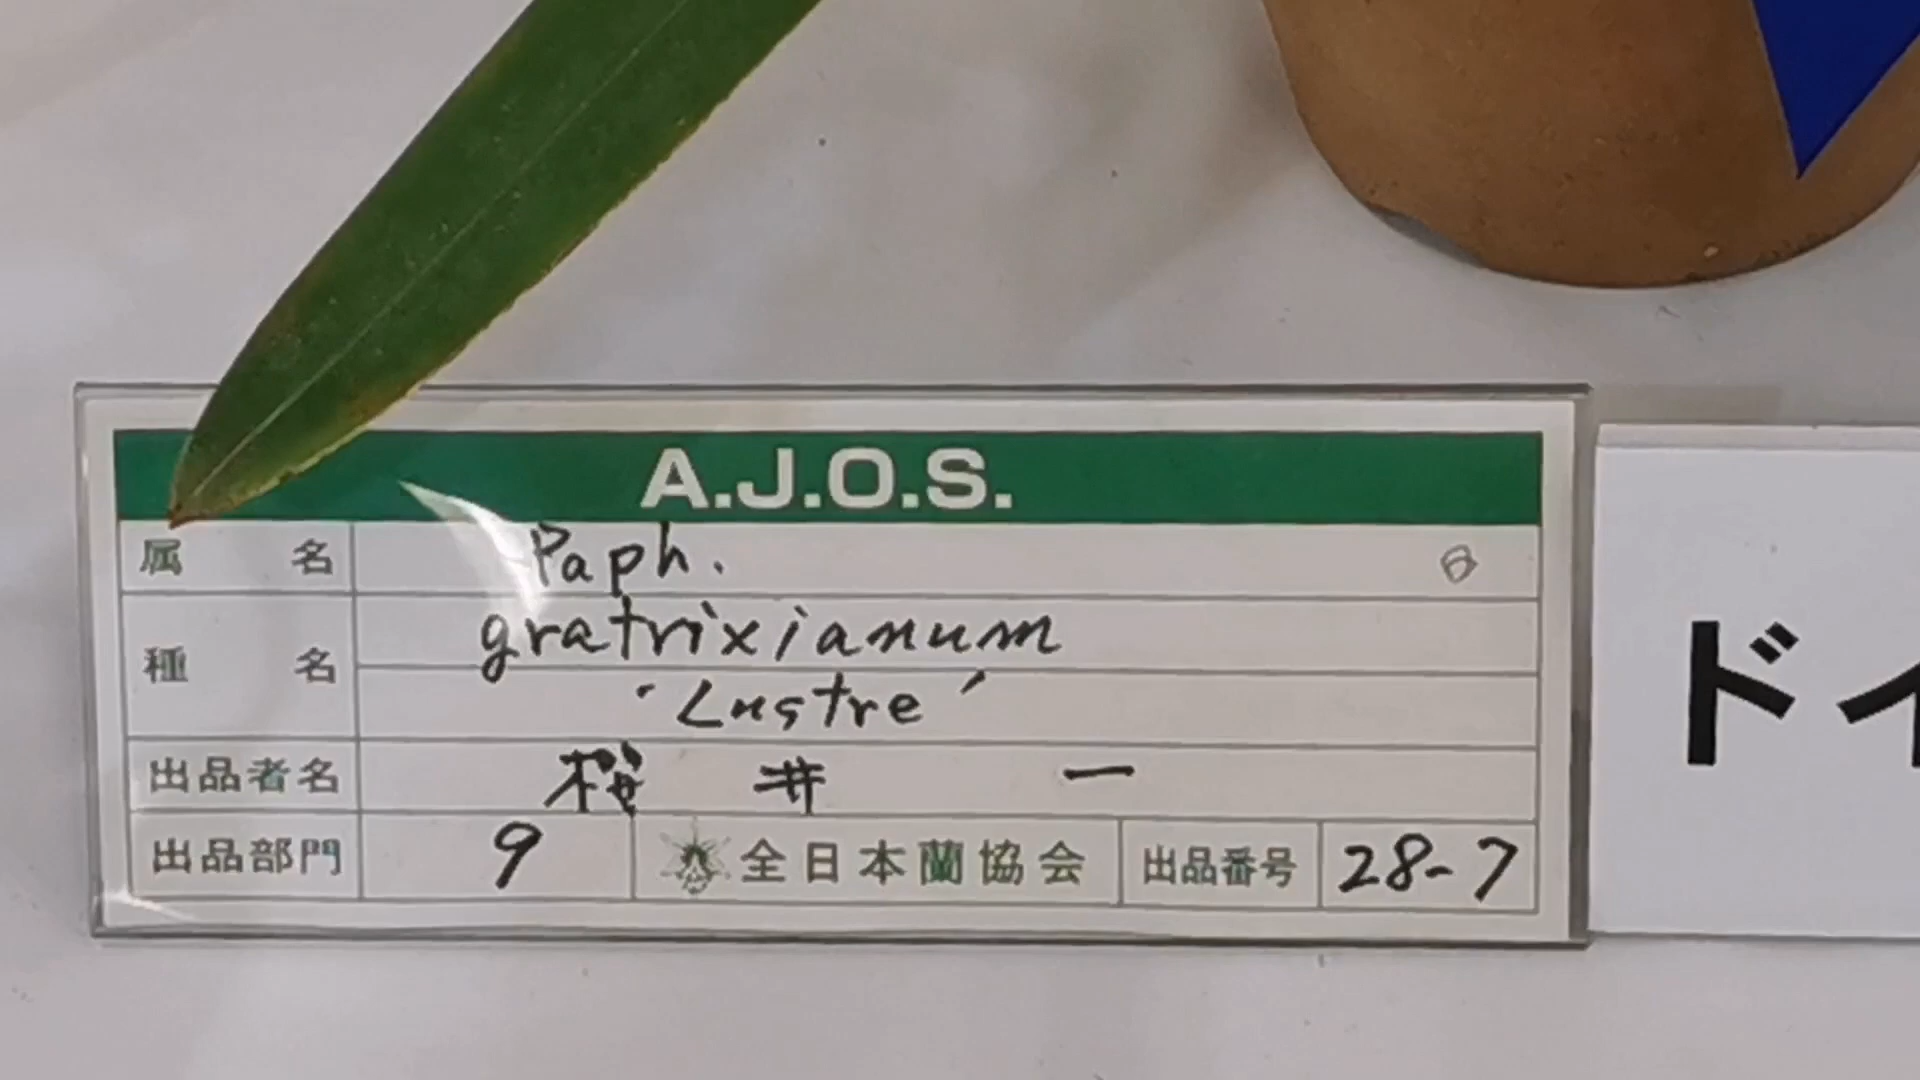 A.J.O.S.
属名 Paph. B
種名 gratrixianum
'Lustre'
出品者名 桜井 一
出品部門 9 全日本蘭協会 出品番号 28-7
ドイ